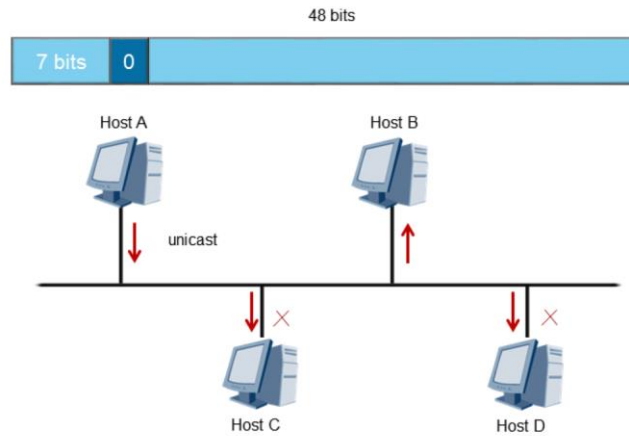 48 bits
7 bits 0
Host A Host B
unicast
Host C Host D